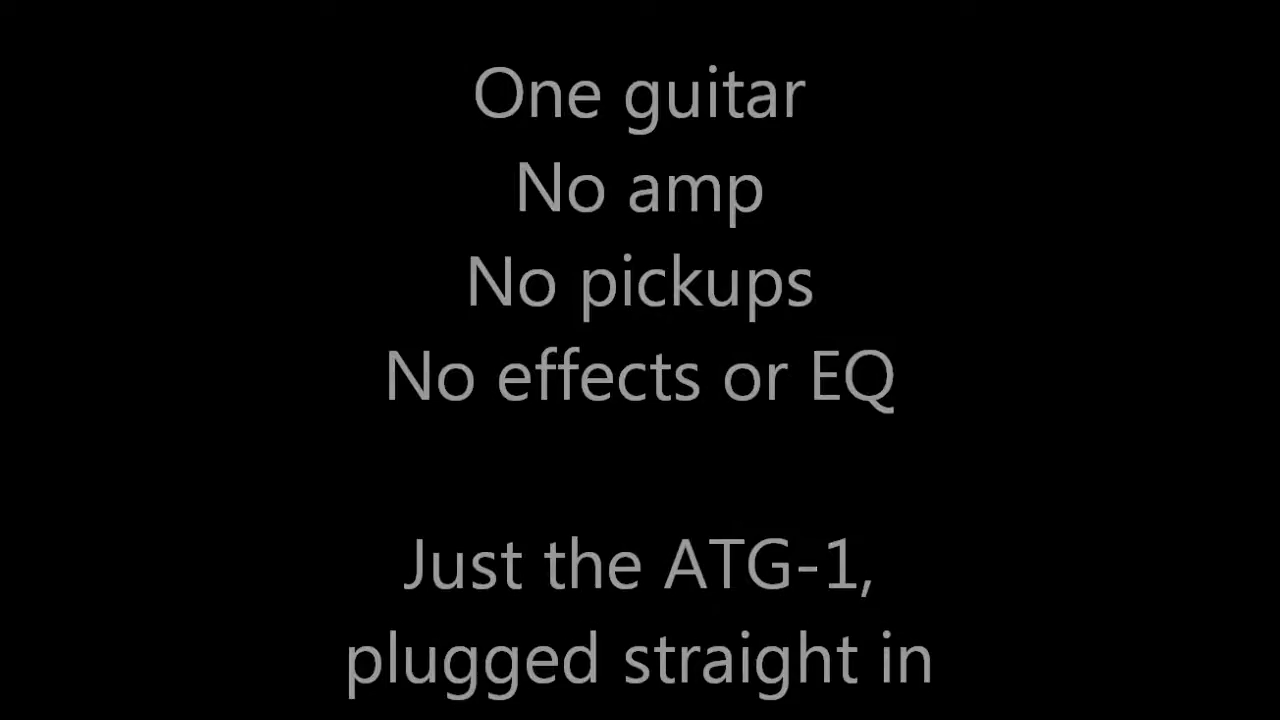 One guitar
No amp
No pickups
No effects or EQ
Just the ATG-1,
plugged straight in